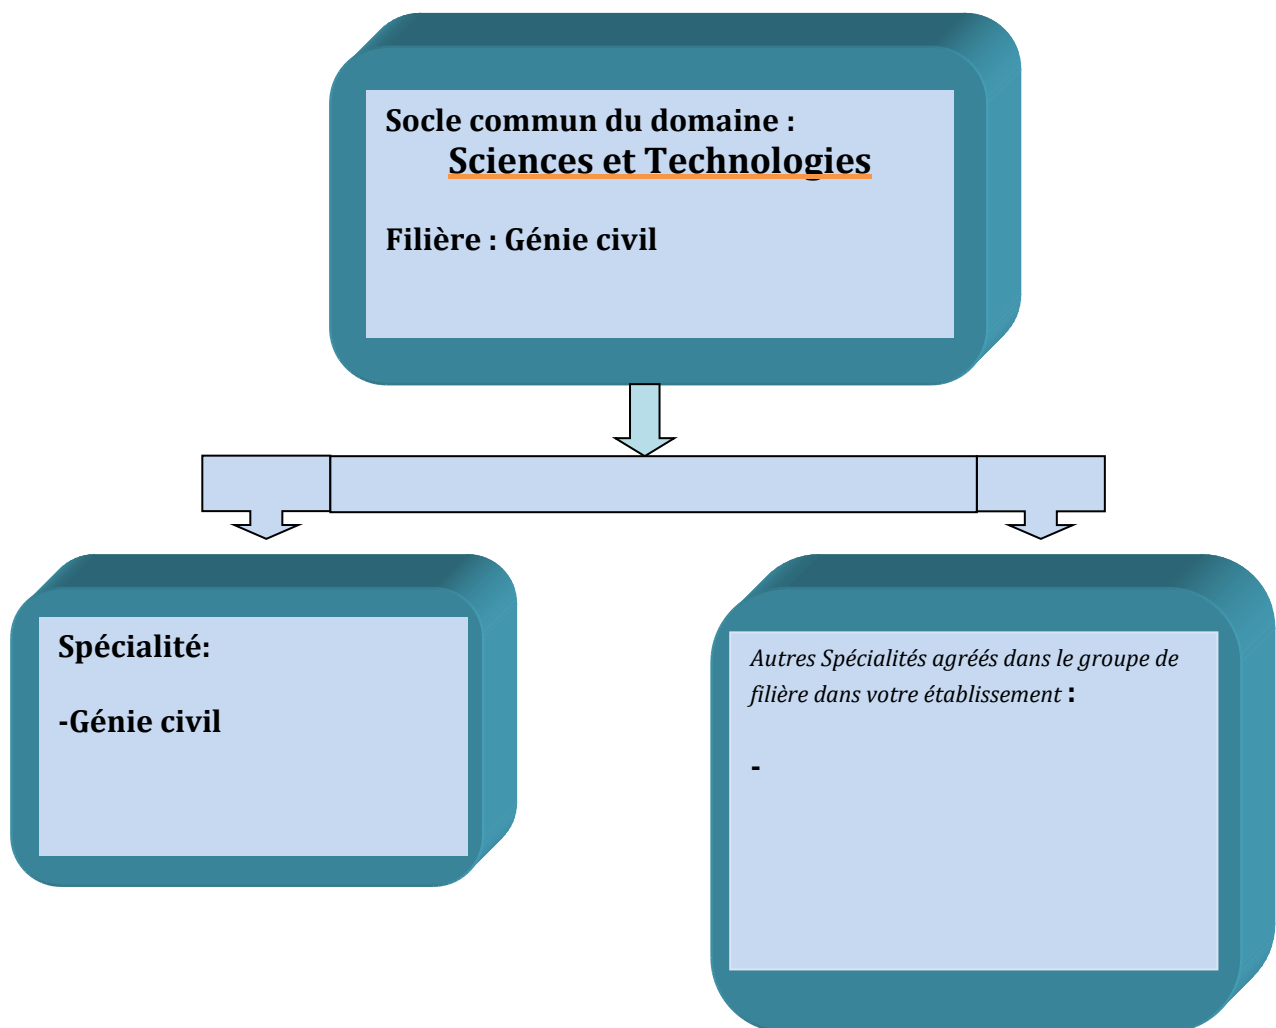 Socle commun du domaine :
Sciences et Technologies
Filière : Génie civil
Spécialité:
-Génie civil
Autres Spécialités agréés dans le groupe de
filière dans votre établissement :
-